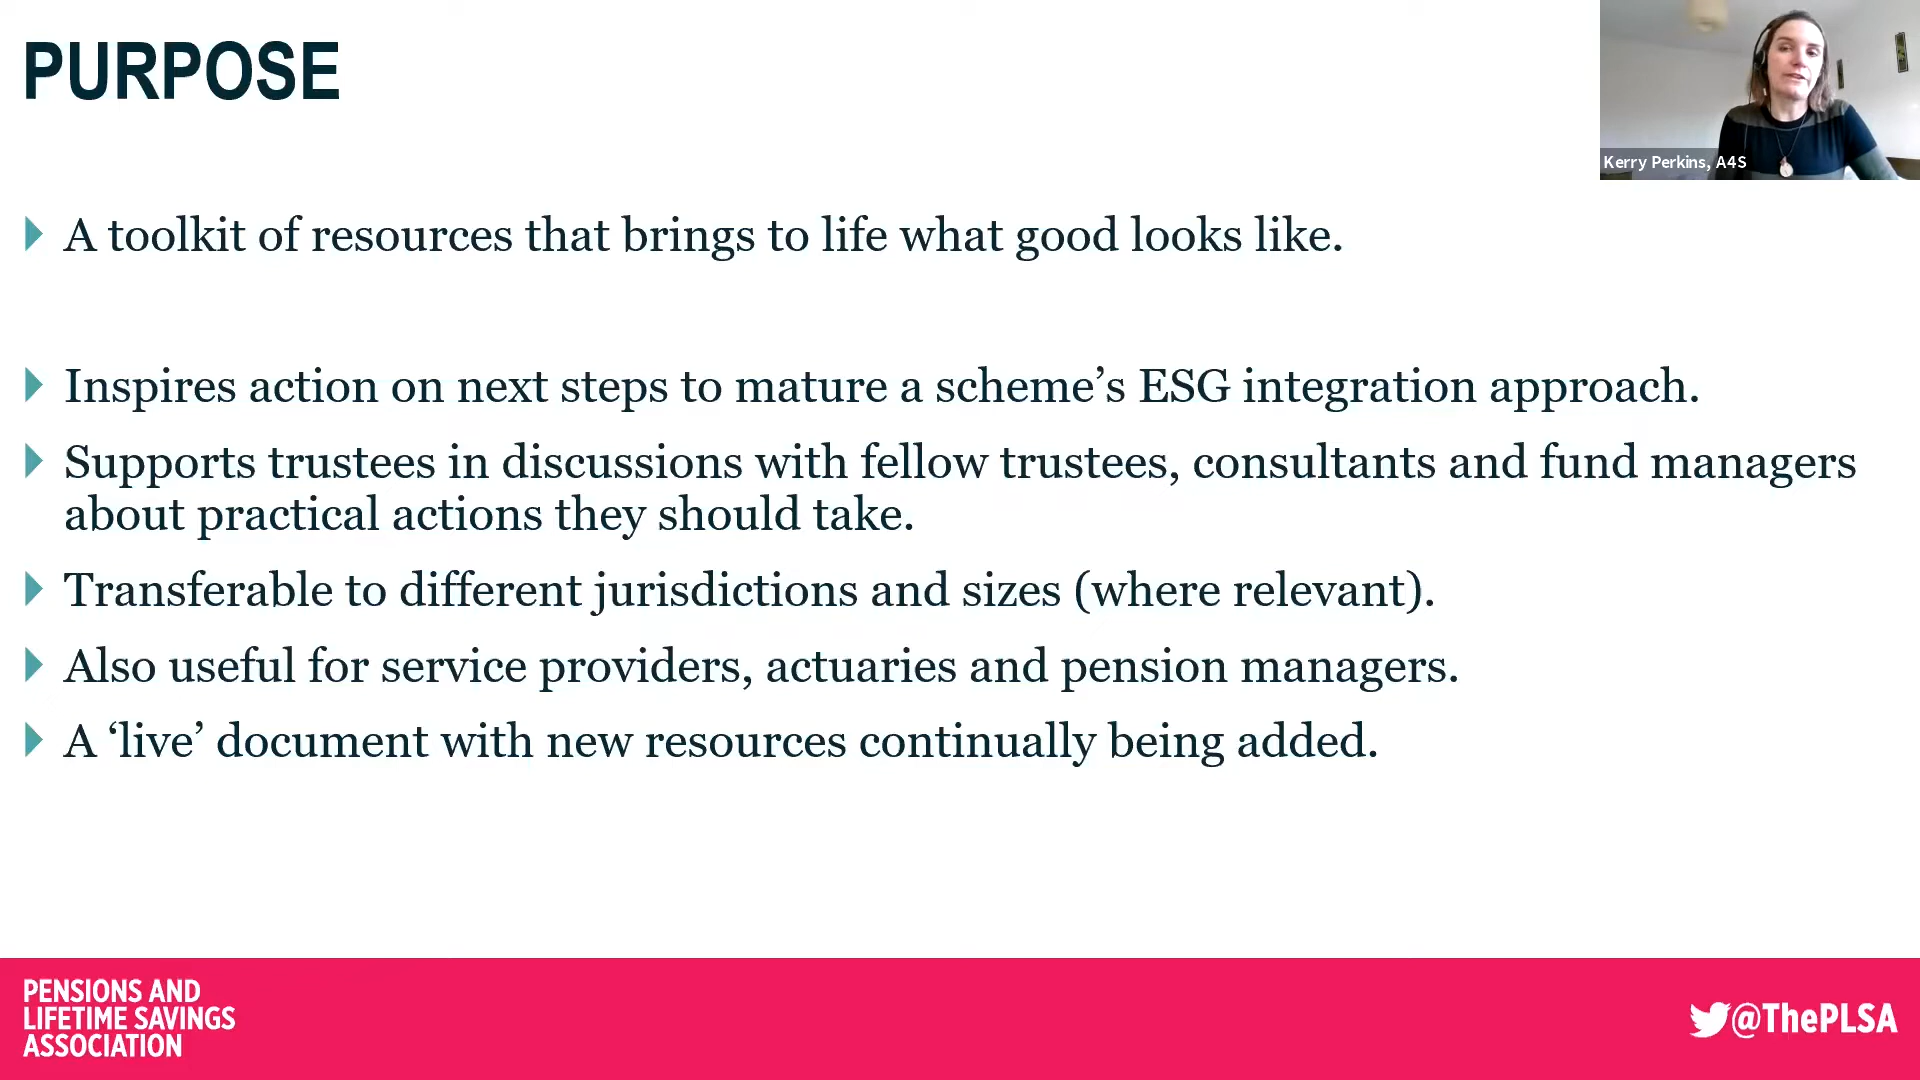 PURPOSE
Kerry Perkins, A4S
A toolkit of resources that brings to life what good looks like.
Inspires action on next steps to mature a scheme’s ESG integration approach.
Supports trustees in discussions with fellow trustees, consultants and fund managers
about practical actions they should take.
Transferable to different jurisdictions and sizes (where relevant).
Also useful for service providers, actuaries and pension managers.
A ‘live’ document with new resources continually being added.
PENSIONS AND
LIFETIME SAVINGS
ASSOCIATION
@ThePLSA